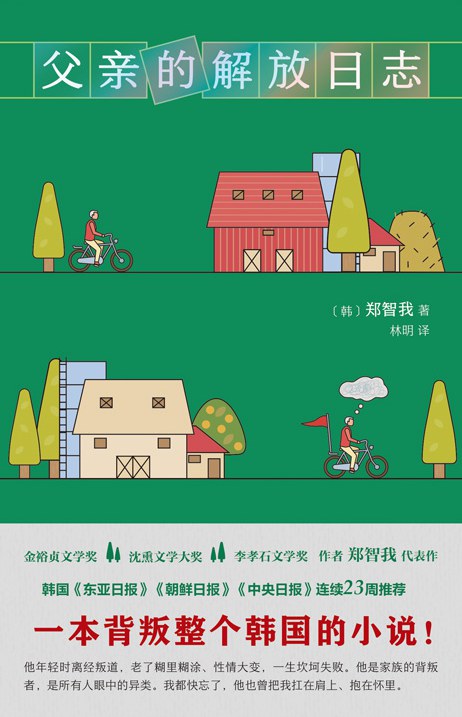 父亲的解放日志
〔韩〕郑智我 著
林明 译
金裕贞文学奖 沈熏文学大奖 李孝石文学奖 作者 郑智我 代表作
韩国《东亚日报》《朝鲜日报》《中央日报》连续23周推荐
一本背叛整个韩国的小说！
他年轻时离经叛道，老了糊里糊涂、性情大变，一生坎坷失败。他是家族的背叛
者，是所有人眼中的异类。我都快忘了，他也曾把我扛在肩上、抱在怀里。